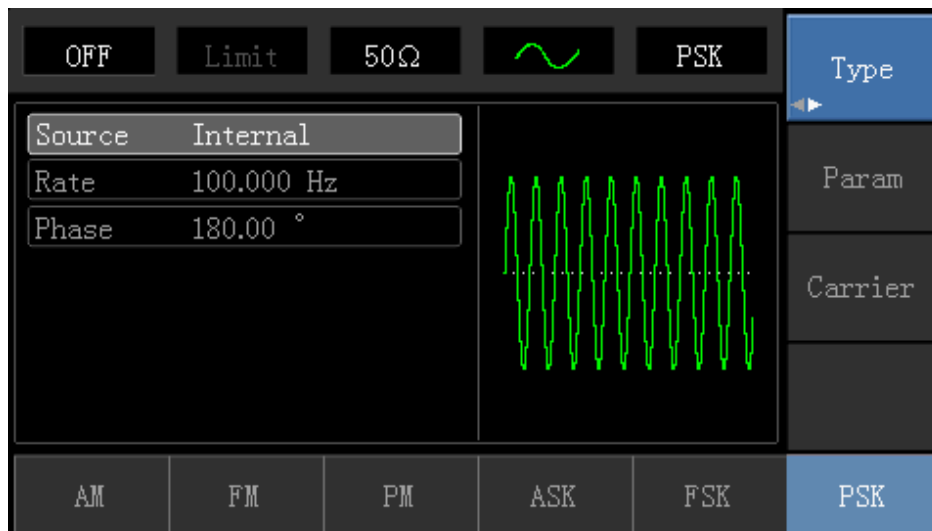 OFF Limit 50Ω PSK Type
Source Internal
Rate 100.000 Hz
Phase 180.00 °
Param
Carrier
AM FM PM ASK FSK PSK